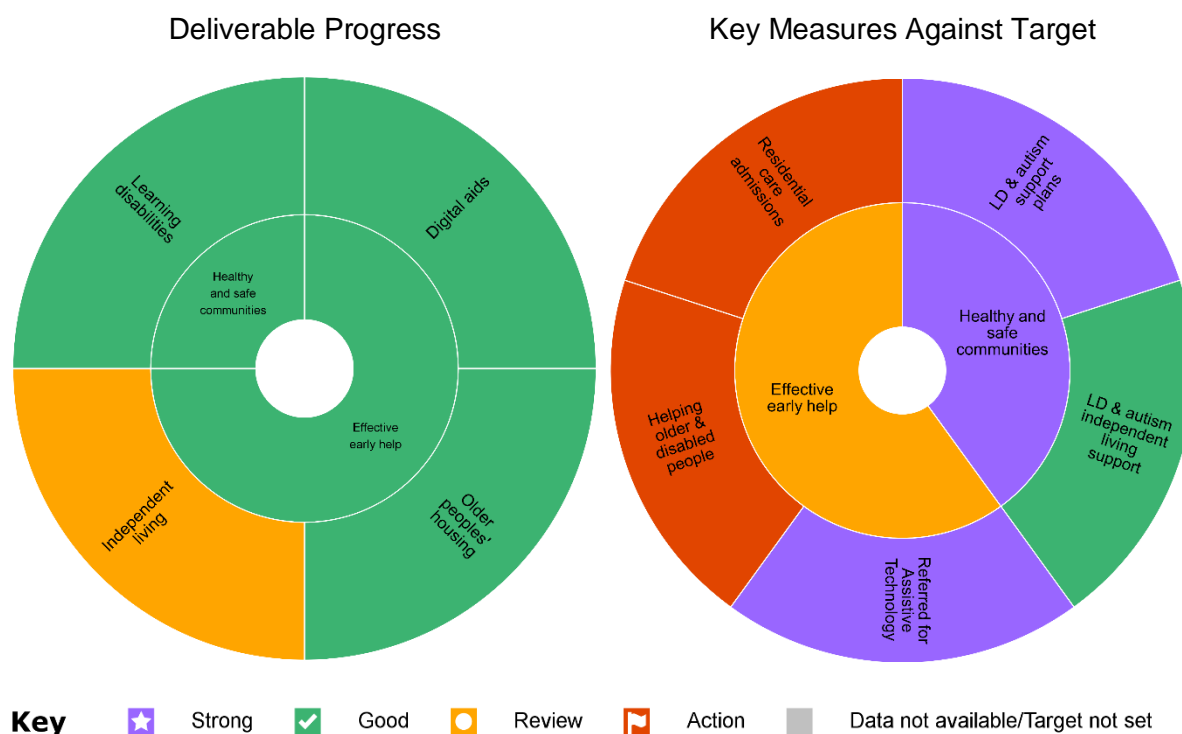 Deliverable Progress
Key Measures Against Target
Learning
disabilities
Digital aids
Healthy
and safe
communities
Effective
early help
Independent
living
Older
peoples'
housing
Residential
care
admissions
LD & autism
support
plans
Healthy and
safe
communities
Effective
early help
Helping
older &
disabled
people
LD & autism
independent
living
support
Referred for
Assistive
Technology
Key
Strong
Good
Review
Action
Data not available/Target not set